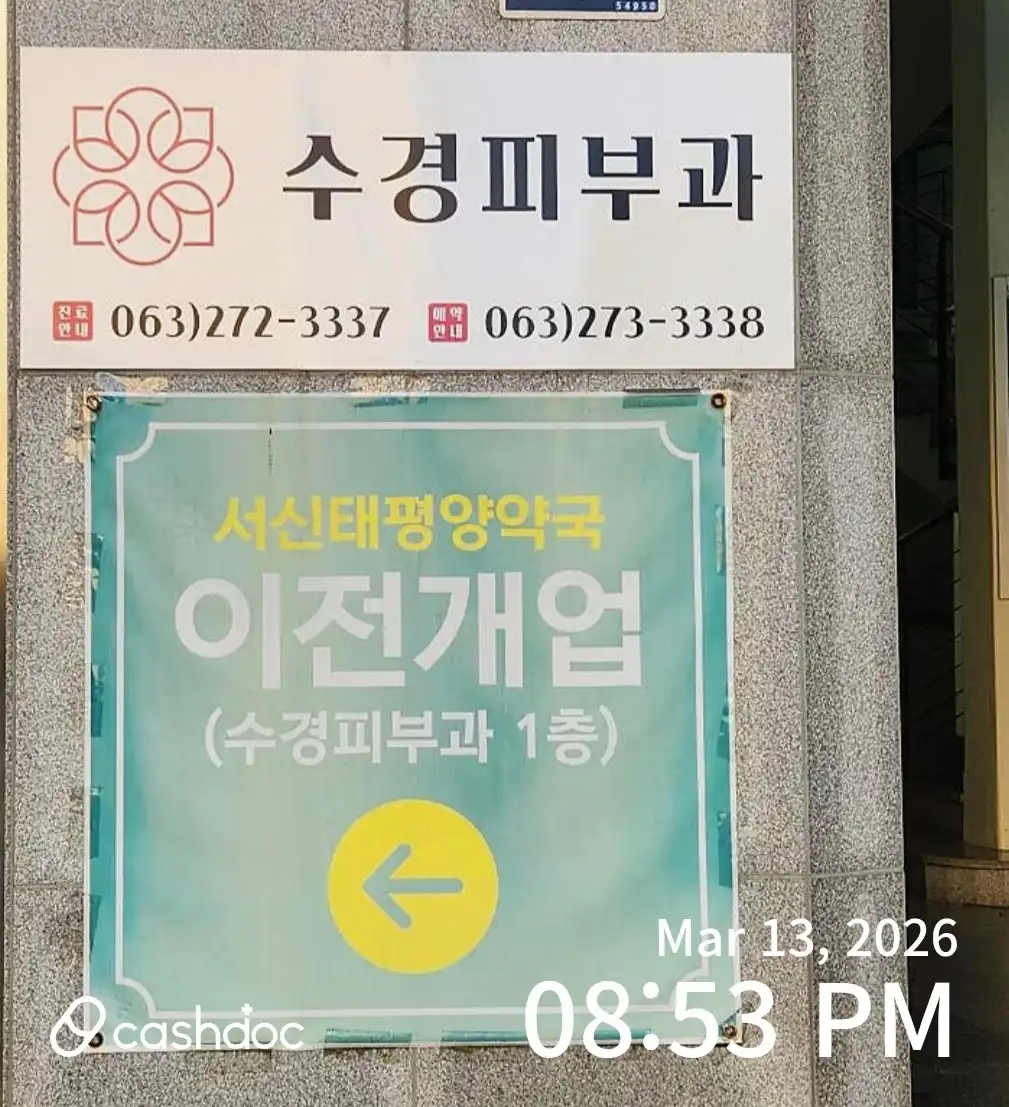 54950
수경피부과
진료안내 063)272-3337 예약안내 063)273-3338
서신태평양약국
이전개업
(수경피부과 1층)
Mar 13, 2026
08:53 PM
cashdoc